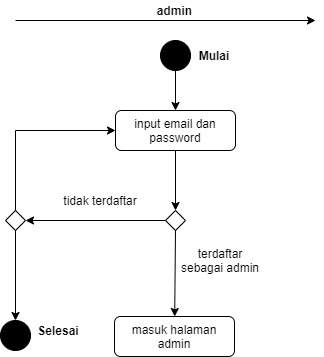 admin
Mulai
input email dan
password
tidak terdaftar
terdaftar
sebagai admin
Selesai
masuk halaman
admin